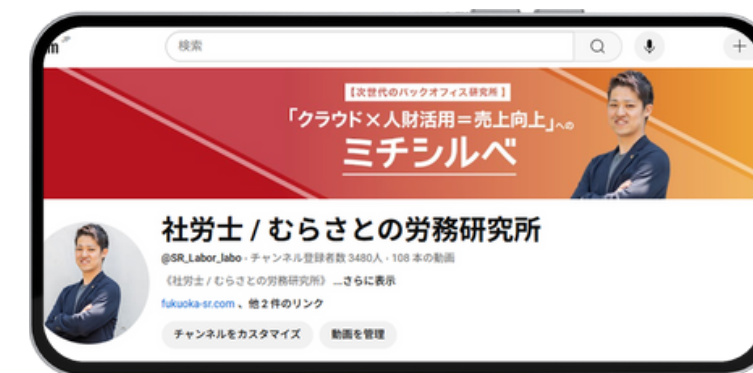 m JP
検索
【次世代のバックオフィス研究所】
「クラウド×人財活用=売上向上」への
ミチシルベ
社労士 / むらさとの労務研究所
@SR_Labor_labo・チャンネル登録者数 3480人・108 本の動画
《社労士 / むらさとの労務研究所》 ...さらに表示
fukuoka-sr.com 、他 2 件のリンク
チャンネルをカスタマイズ 動画を管理